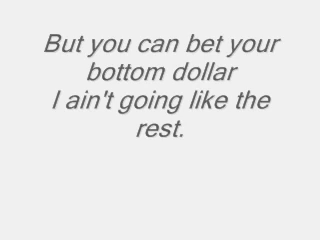 But you can bet your
bottom dollar
I ain't going like the
rest.